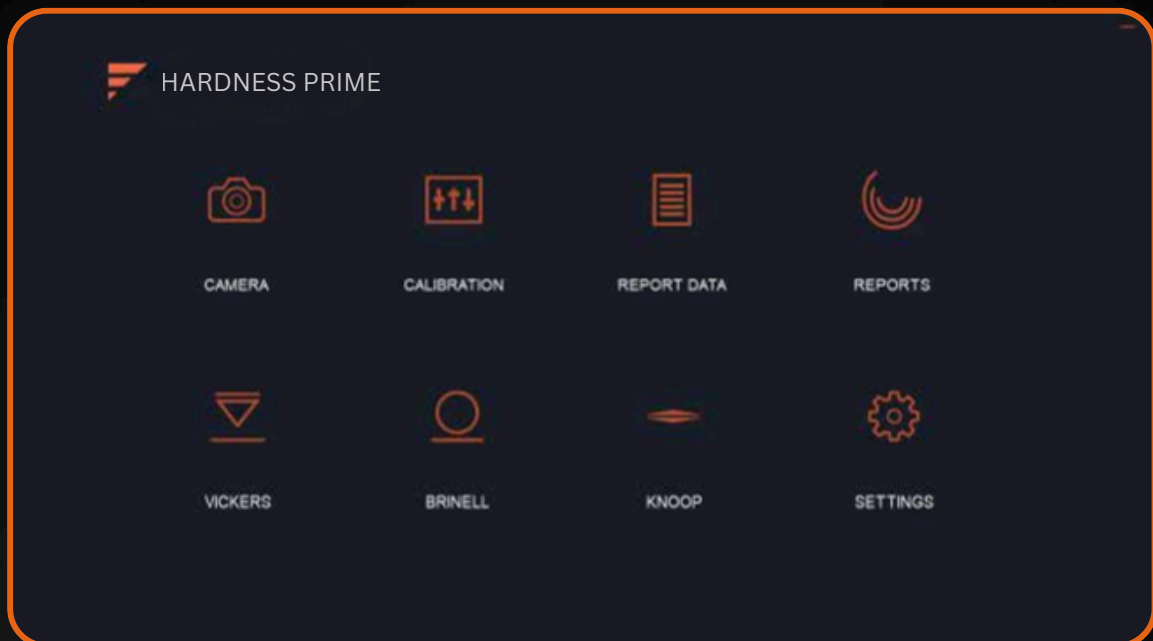 HARDNESS PRIME
CAMERA CALIBRATION REPORT DATA REPORTS
VICKERS BRINELL KNOOP SETTINGS